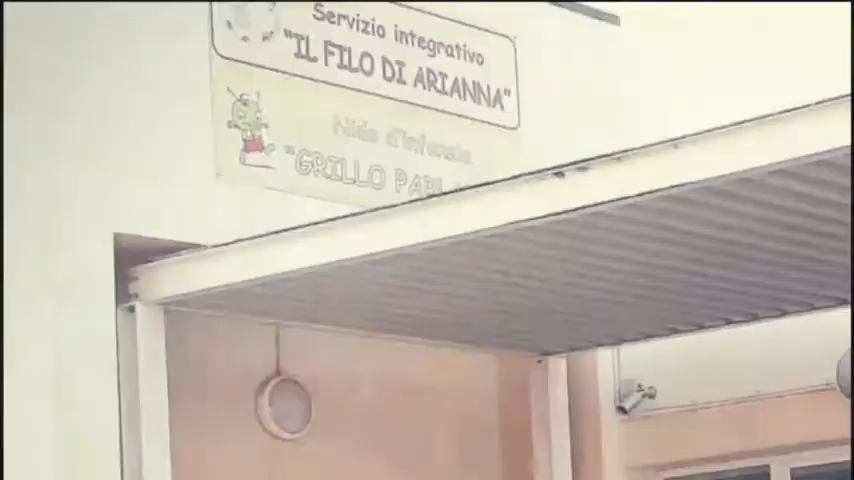 Servizio integrativo
"IL FILO DI ARIANNA"
Nido d'infanzia
"GRILLO